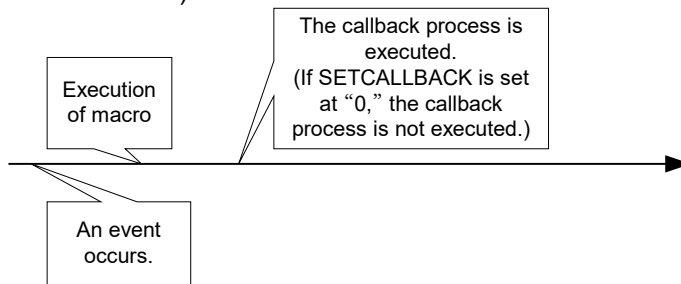 )
The callback process is
executed.
(If SETCALLBACK is set
at “0,” the callback
process is not executed.)
Execution
of macro
An event
occurs.